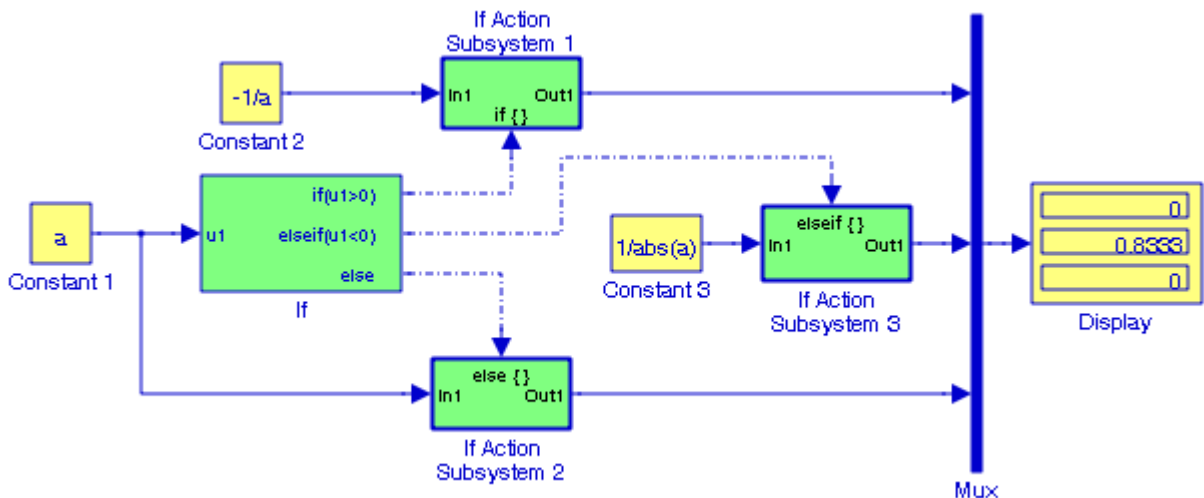 If Action
Subsystem 1
-1/a
In1
Out1
if { }
Constant 2
if(u1>0)
u1
elseif(u1<0)
else
If
a
Constant 1
1/abs(a)
Constant 3
elseif { }
In1
Out1
If Action
Subsystem 3
0
0.8333
0
Display
else { }
In1
Out1
If Action
Subsystem 2
Mux